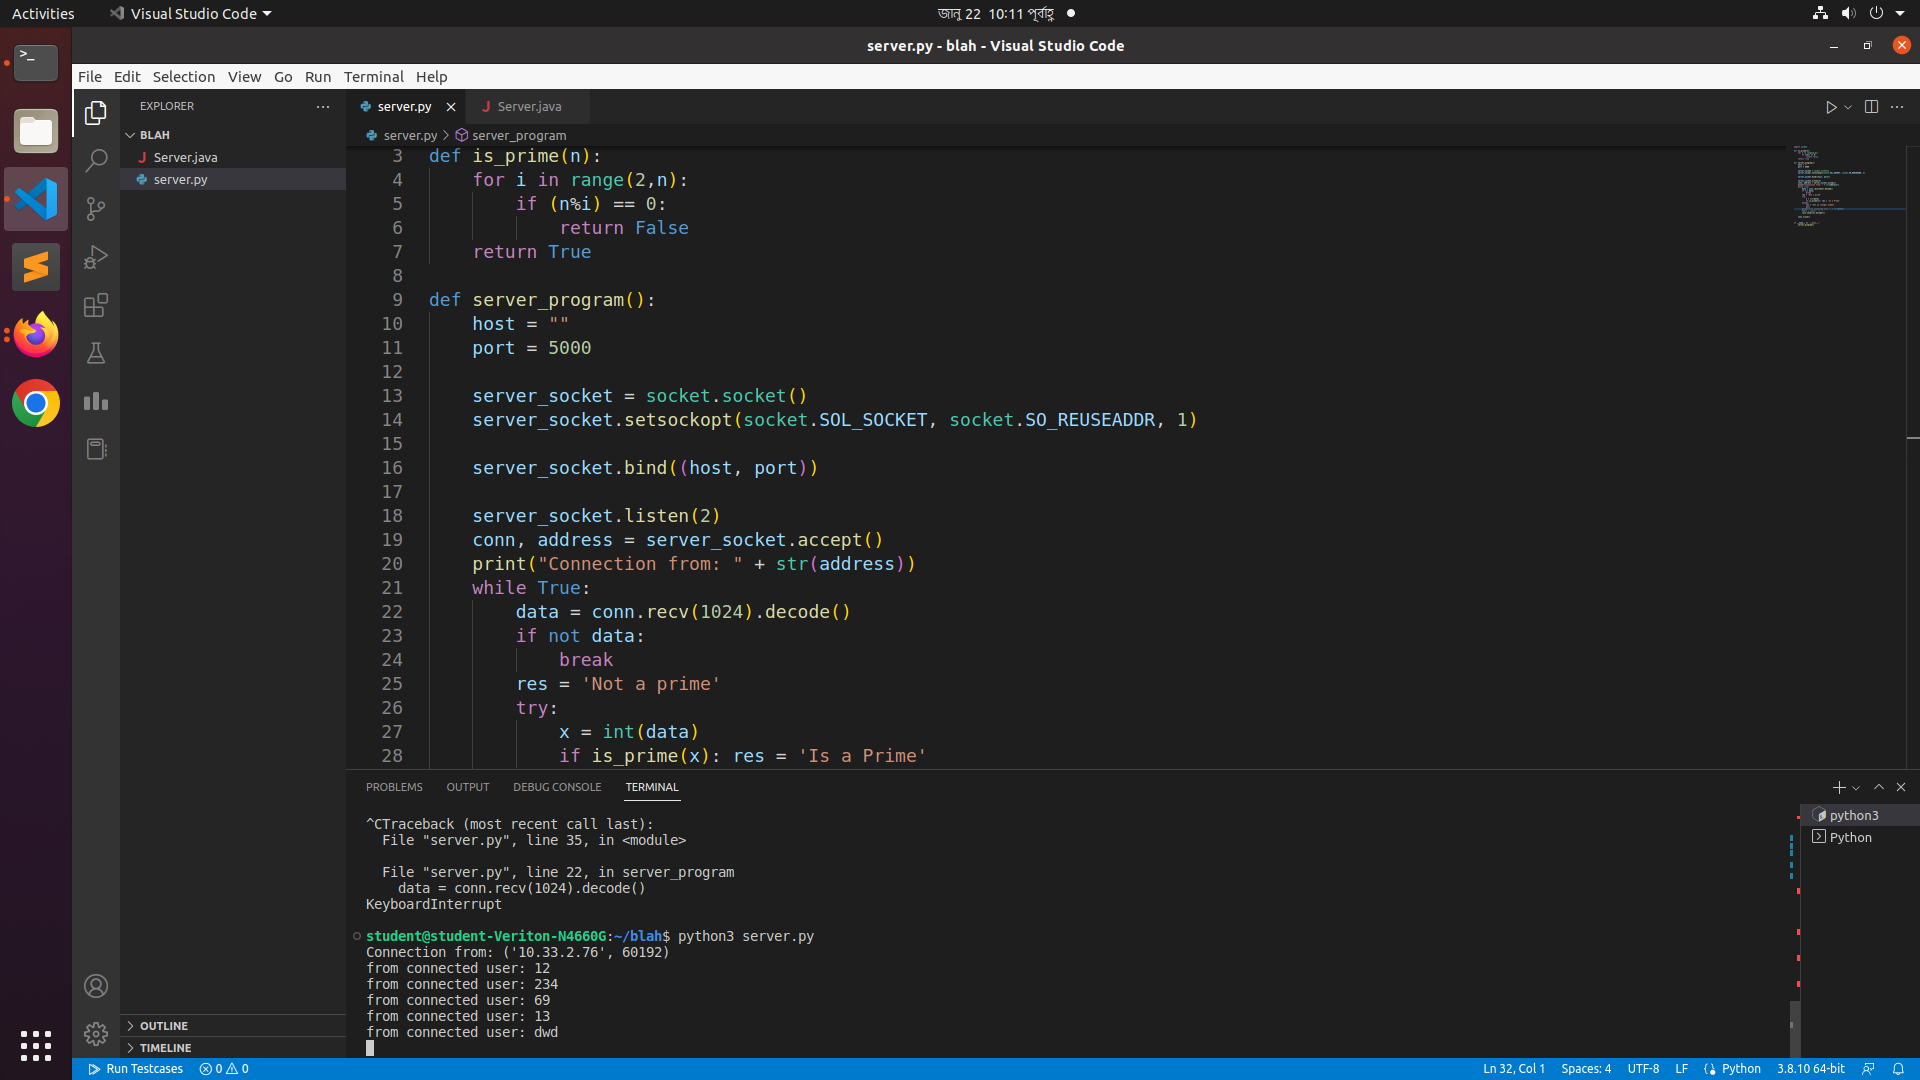 Activities
Visual Studio Code
জানু 22 10:11 পূর্বাহ্ণ
server.py - blah - Visual Studio Code
File Edit Selection View Go Run Terminal Help
EXPLORER
BLAH
Server.java
server.py
server.py
Server.java
server.py > server_program
3 def is_prime(n):
4 for i in range(2,n):
5 if (n%i) == 0:
6 return False
7 return True
8
9 def server_program():
10 host = ""
11 port = 5000
12
13 server_socket = socket.socket()
14 server_socket.setsockopt(socket.SOL_SOCKET, socket.SO_REUSEADDR, 1)
15
16 server_socket.bind((host, port))
17
18 server_socket.listen(2)
19 conn, address = server_socket.accept()
20 print("Connection from: " + str(address))
21 while True:
22 data = conn.recv(1024).decode()
23 if not data:
24 break
25 res = 'Not a prime'
26 try:
27 x = int(data)
28 if is_prime(x): res = 'Is a Prime'
PROBLEMS OUTPUT DEBUG CONSOLE TERMINAL
^CTraceback (most recent call last):
File "server.py", line 35, in <module>
File "server.py", line 22, in server_program
data = conn.recv(1024).decode()
KeyboardInterrupt
student@student-Veriton-N4660G:~/blah$ python3 server.py
Connection from: ('10.33.2.76', 60192)
from connected user: 12
from connected user: 234
from connected user: 69
from connected user: 13
from connected user: dwd
python3
Python
OUTLINE
TIMELINE
Run Testcases 0 0
Ln 32, Col 1 Spaces: 4 UTF-8 LF Python 3.8.10 64-bit